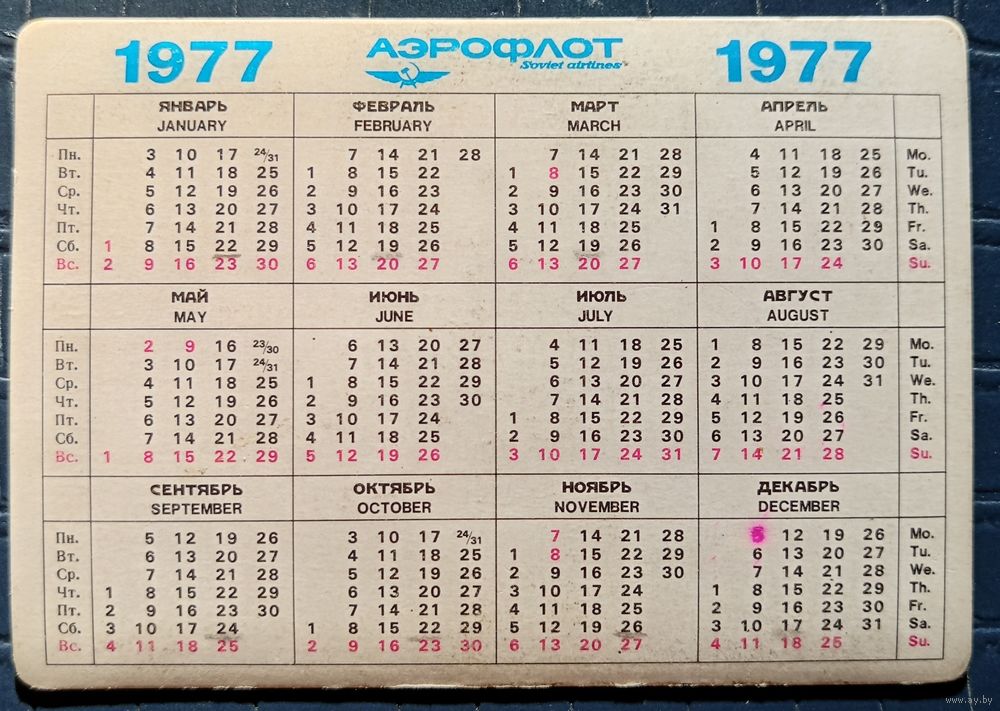 1977 АЭРОФЛОТ 1977
Soviet airlines
ЯНВАРЬ ФЕВРАЛЬ МАРТ АПРЕЛЬ
JANUARY FEBRUARY MARCH APRIL
Пн. 3 10 17 24/31 7 14 21 28 7 14 21 28 4 11 18 25 Mo.
Вт. 4 11 18 25 1 8 15 22 1 8 15 22 29 5 12 19 26 Tu.
Ср. 5 12 19 26 2 9 16 23 2 9 16 23 30 6 13 20 27 We.
Чт. 6 13 20 27 3 10 17 24 3 10 17 24 31 7 14 21 28 Th.
Пт. 7 14 21 28 4 11 18 25 4 11 18 25 1 8 15 22 29 Fr.
Сб. 1 8 15 22 29 5 12 19 26 5 12 19 26 2 9 16 23 30 Sa.
Вс. 2 9 16 23 30 6 13 20 27 6 13 20 27 3 10 17 24 Su.
МАЙ ИЮНЬ ИЮЛЬ АВГУСТ
MAY JUNE JULY AUGUST
Пн. 2 9 16 23/30 6 13 20 27 4 11 18 25 1 8 15 22 29 Mo.
Вт. 3 10 17 24/31 7 14 21 28 5 12 19 26 2 9 16 23 30 Tu.
Ср. 4 11 18 25 1 8 15 22 29 6 13 20 27 3 10 17 24 31 We.
Чт. 5 12 19 26 2 9 16 23 30 7 14 21 28 4 11 18 25 Th.
Пт. 6 13 20 27 3 10 17 24 1 8 15 22 29 5 12 19 26 Fr.
Сб. 7 14 21 28 4 11 18 25 2 9 16 23 30 6 13 20 27 Sa.
Вс. 1 8 15 22 29 5 12 19 26 3 10 17 24 31 7 14 21 28 Su.
СЕНТЯБРЬ ОКТЯБРЬ НОЯБРЬ ДЕКАБРЬ
SEPTEMBER OCTOBER NOVEMBER DECEMBER
Пн. 5 12 19 26 3 10 17 24/31 7 14 21 28 5 12 19 26 Mo.
Вт. 6 13 20 27 4 11 18 25 1 8 15 22 29 6 13 20 27 Tu.
Ср. 7 14 21 28 5 12 19 26 2 9 16 23 30 7 14 21 28 We.
Чт. 1 8 15 22 29 6 13 20 27 3 10 17 24 1 8 15 22 29 Th.
Пт. 2 9 16 23 30 7 14 21 28 4 11 18 25 2 9 16 23 30 Fr.
Сб. 3 10 17 24 1 8 15 22 29 5 12 19 26 3 10 17 24 31 Sa.
Вс. 4 11 18 25 2 9 16 23 30 6 13 20 27 4 11 18 25 Su.
www.ay.by